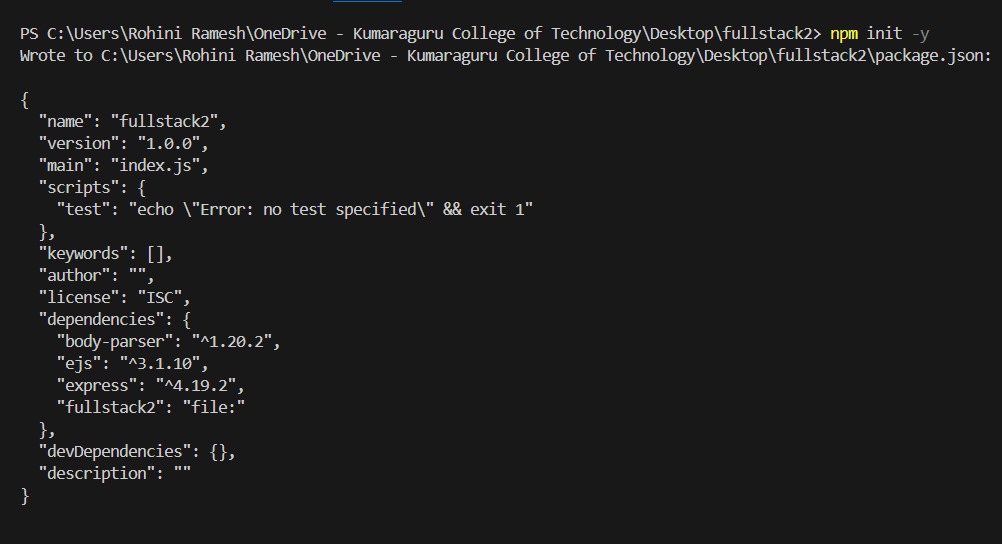 PS C:\Users\Rohini Ramesh\OneDrive - Kumaraguru College of Technology\Desktop\fullstack2> npm init -y
Wrote to C:\Users\Rohini Ramesh\OneDrive - Kumaraguru College of Technology\Desktop\fullstack2\package.json:
{
  "name": "fullstack2",
  "version": "1.0.0",
  "main": "index.js",
  "scripts": {
    "test": "echo \"Error: no test specified\" && exit 1"
  },
  "keywords": [],
  "author": "",
  "license": "ISC",
  "dependencies": {
    "body-parser": "^1.20.2",
    "ejs": "^3.1.10",
    "express": "^4.19.2",
    "fullstack2": "file:"
  },
  "devDependencies": {},
  "description": ""
}